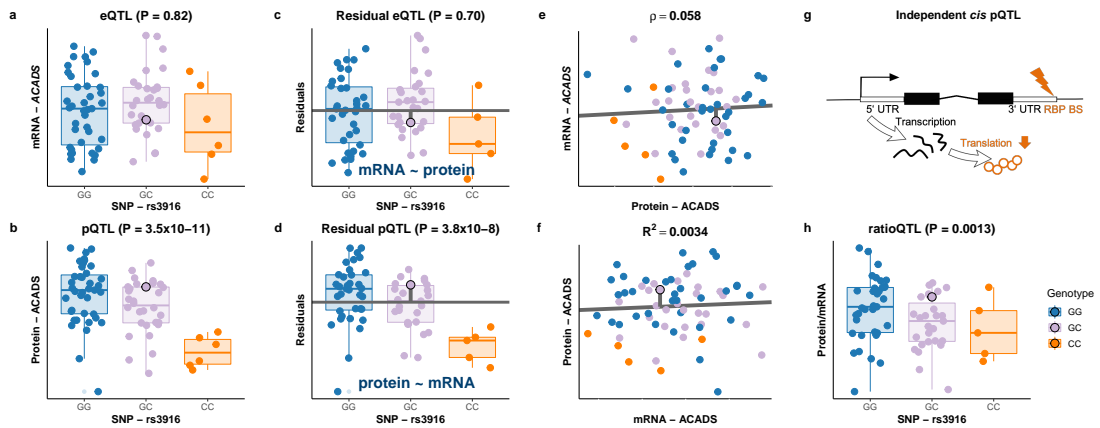 a
eQTL (P = 0.82)
mRNA – ACADS
GG
GC
CC
SNP – rs3916
c
Residual eQTL (P = 0.70)
Residuals
mRNA ~ protein
GG
GC
CC
SNP – rs3916
e
ρ = 0.058
mRNA – ACADS
Protein – ACADS
g
Independent cis pQTL
5' UTR
3' UTR RBP BS
Transcription
Translation
b
pQTL (P = 3.5x10−11)
Protein – ACADS
GG
GC
CC
SNP – rs3916
d
Residual pQTL (P = 3.8x10−8)
Residuals
protein ~ mRNA
GG
GC
CC
SNP – rs3916
f
R² = 0.0034
Protein – ACADS
mRNA – ACADS
h
ratioQTL (P = 0.0013)
Protein/mRNA
GG
GC
CC
SNP – rs3916
Genotype
GG
GC
CC